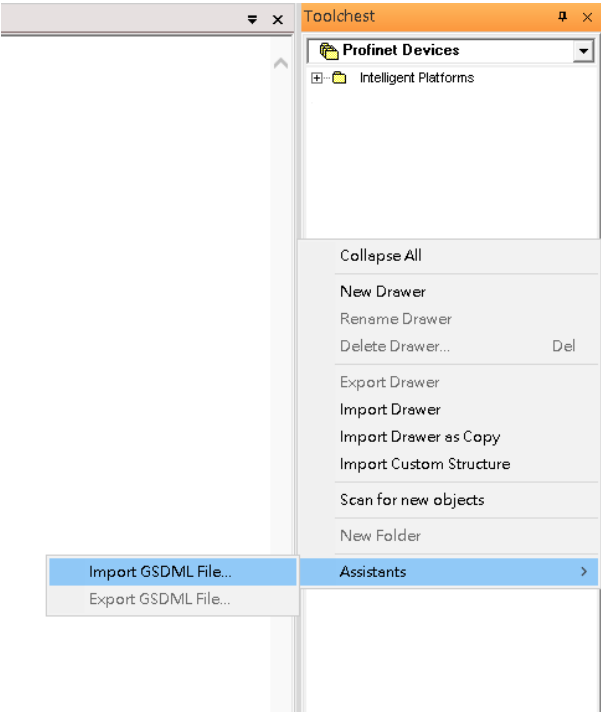 Toolchest
Profinet Devices
Intelligent Platforms
Collapse All
New Drawer
Rename Drawer
Delete Drawer... Del
Export Drawer
Import Drawer
Import Drawer as Copy
Import Custom Structure
Scan for new objects
New Folder
Assistants
Import GSDML File...
Export GSDML File...